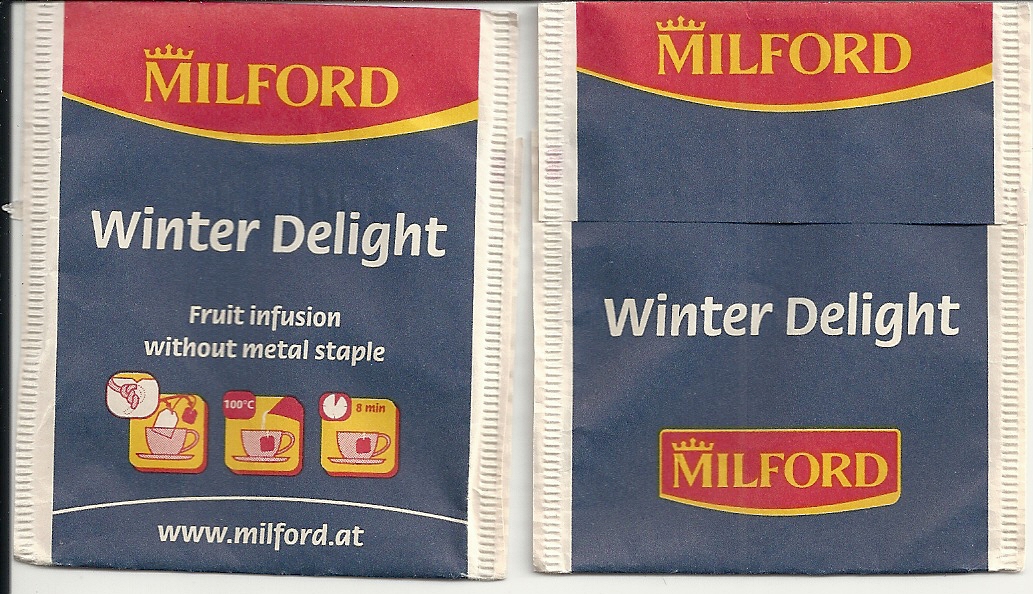 MILFORD
Winter Delight
Fruit infusion
without metal staple
100°C
8 min
www.milford.at
MILFORD
Winter Delight
MILFORD